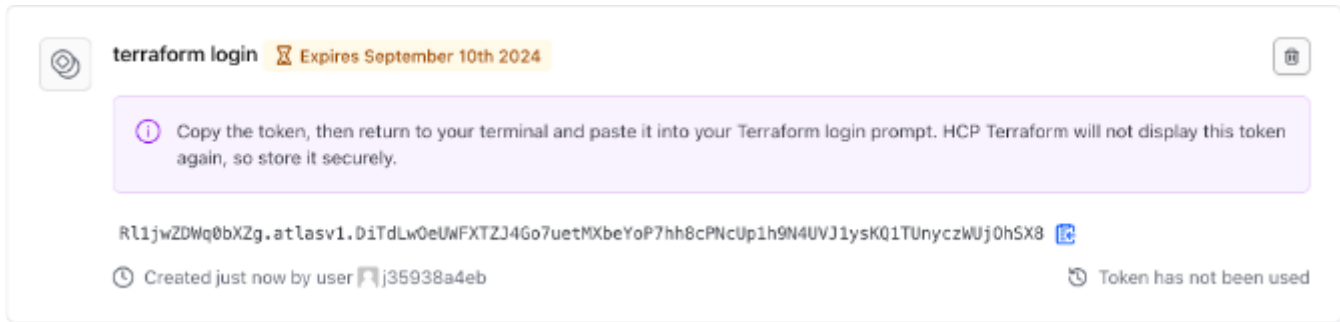 terraform login Expires September 10th 2024
Copy the token, then return to your terminal and paste it into your Terraform login prompt. HCP Terraform will not display this token
again, so store it securely.
Rl1jwZDWq0bXZg.atlasv1.DiTdLwOeUWFXTZJ4Go7uetMXbeYoP7hh8cPNcUp1h9N4UVJ1ysKQ1TUnyczWUjOhSX8
Created just now by user j35938a4eb Token has not been used